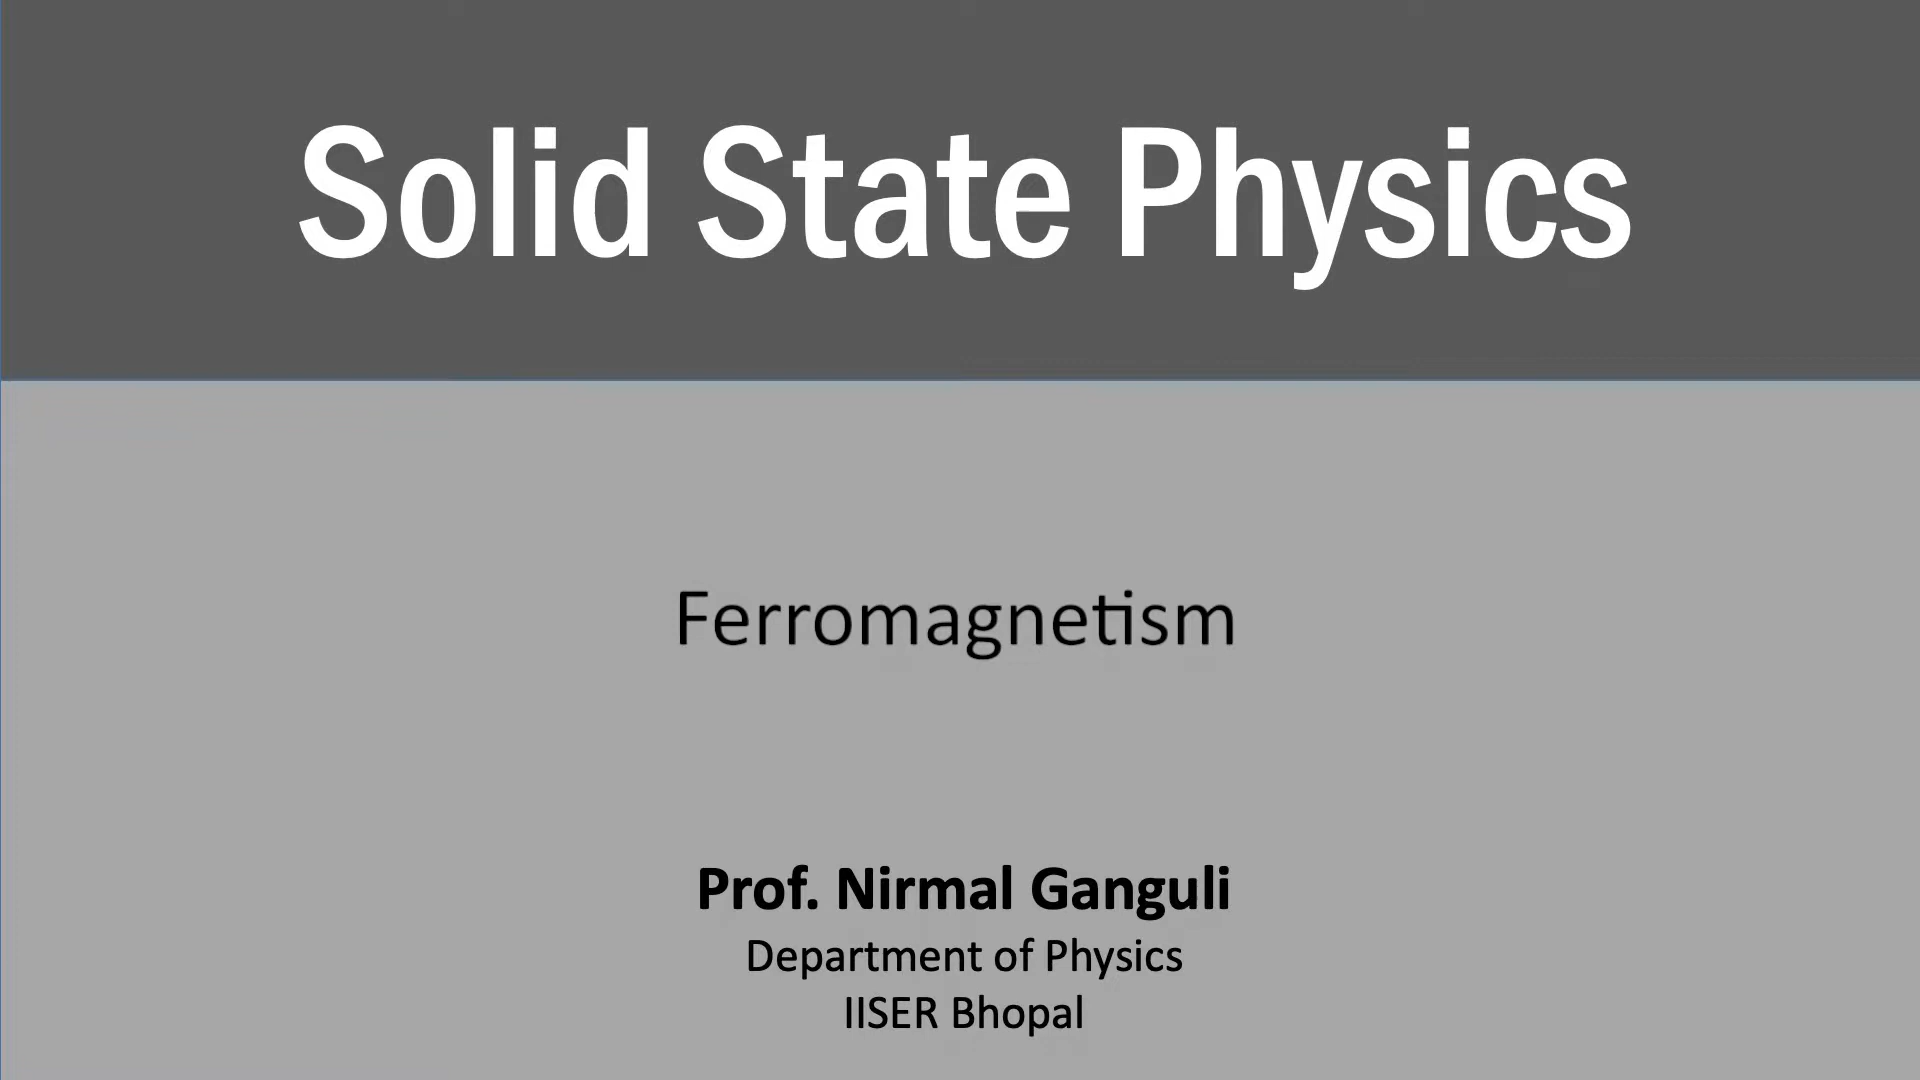 Solid State Physics
Ferromagnetism
Prof. Nirmal Ganguli
Department of Physics
IISER Bhopal